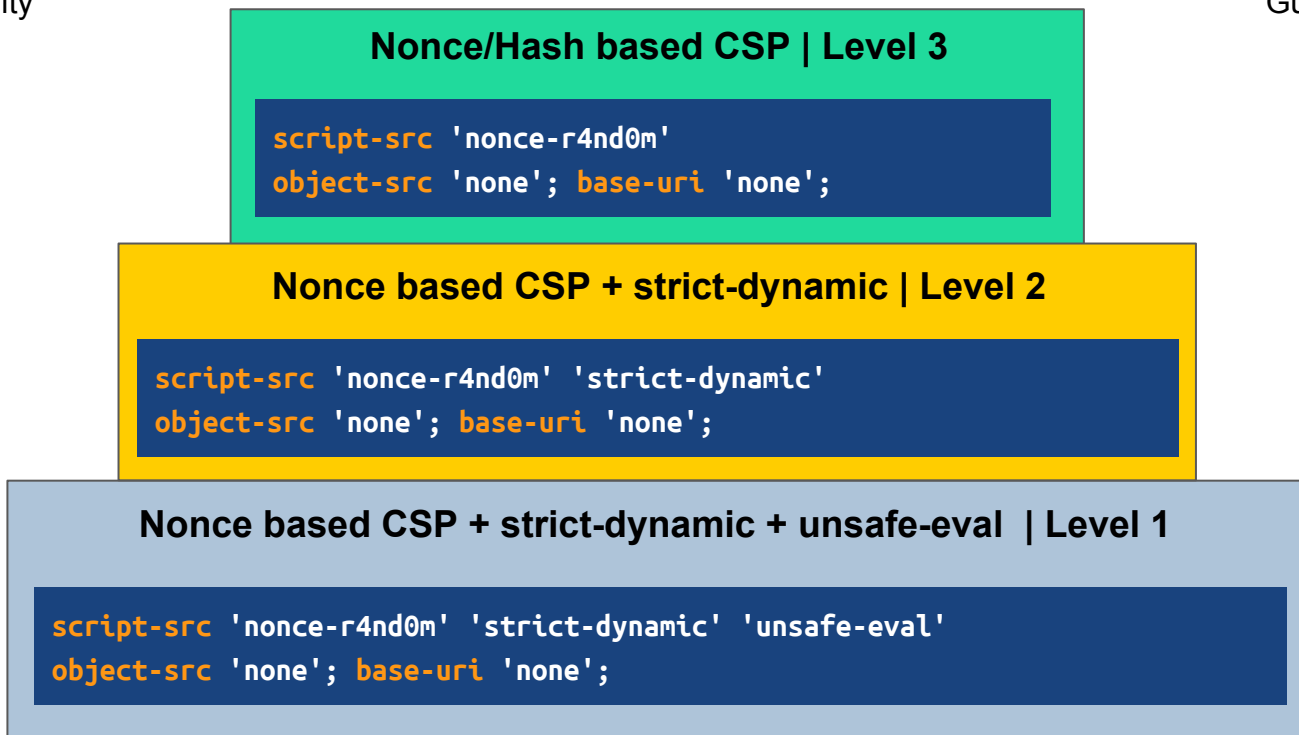 Nonce/Hash based CSP | Level 3
script-src 'nonce-r4nd0m'
object-src 'none'; base-uri 'none';
Nonce based CSP + strict-dynamic | Level 2
script-src 'nonce-r4nd0m' 'strict-dynamic'
object-src 'none'; base-uri 'none';
Nonce based CSP + strict-dynamic + unsafe-eval | Level 1
script-src 'nonce-r4nd0m' 'strict-dynamic' 'unsafe-eval'
object-src 'none'; base-uri 'none';